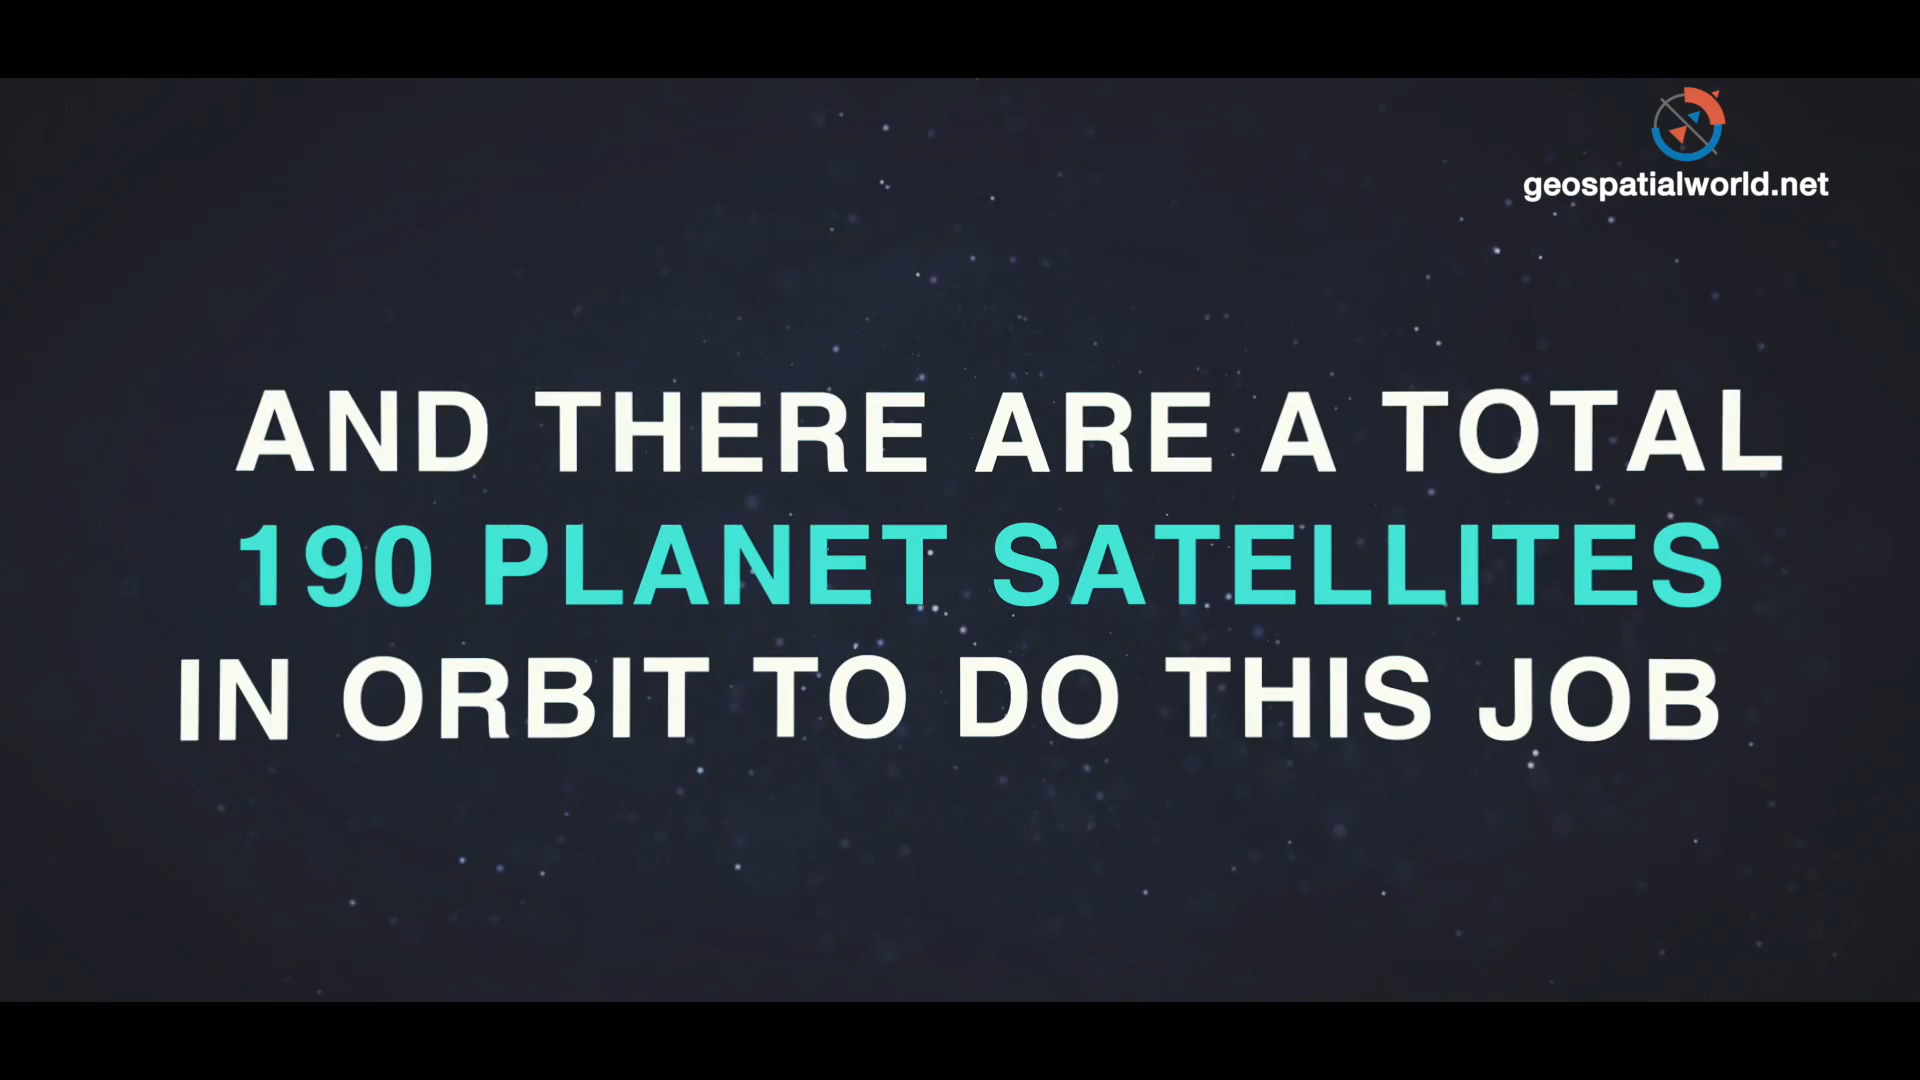 geospatialworld.net
AND THERE ARE A TOTAL
190 PLANET SATELLITES
IN ORBIT TO DO THIS JOB